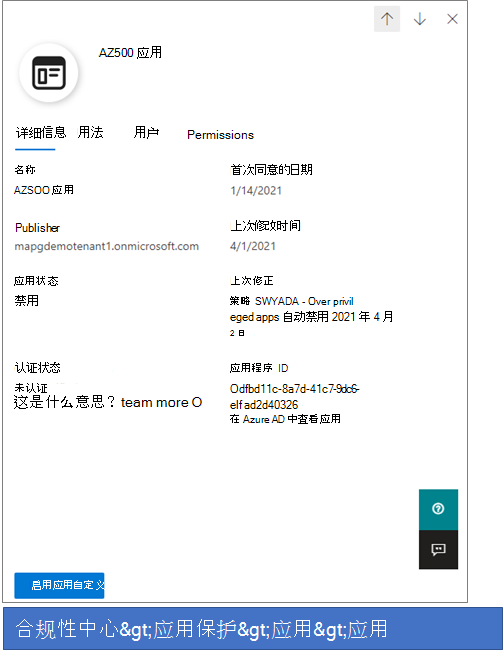 AZ500 应用
详细信息 用法 用户 Permissions
名称
AZSOO 应用
首次同意的日期
1/14/2021
Publisher
mapgdemotenant1.onmicrosoft.com
上次修改时间
4/1/2021
应用状态
禁用
上次修正
策略 SWYADA - Over privil
eged apps 自动禁用 2021 年 4 月
2 日
认证状态
未认证
这是什么意思？team more O
应用程序 ID
Odfbd11c-8a7d-41c7-9dc6-
elfad2d40326
在 Azure AD 中查看应用
启用应用自定义
合规性中心&gt;应用保护&gt;应用&gt;应用